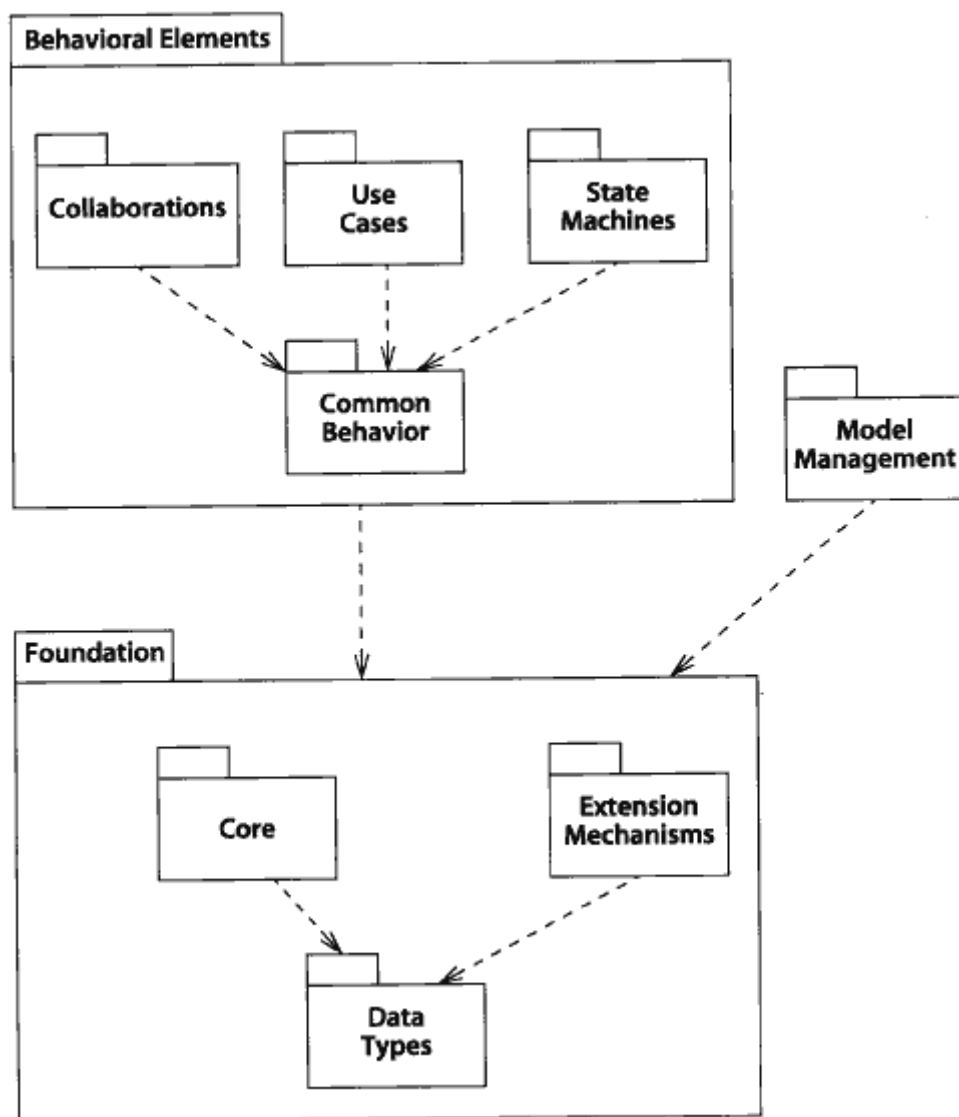 Behavioral Elements
Collaborations
Use
Cases
State
Machines
Common
Behavior
Model
Management
Foundation
Core
Extension
Mechanisms
Data
Types